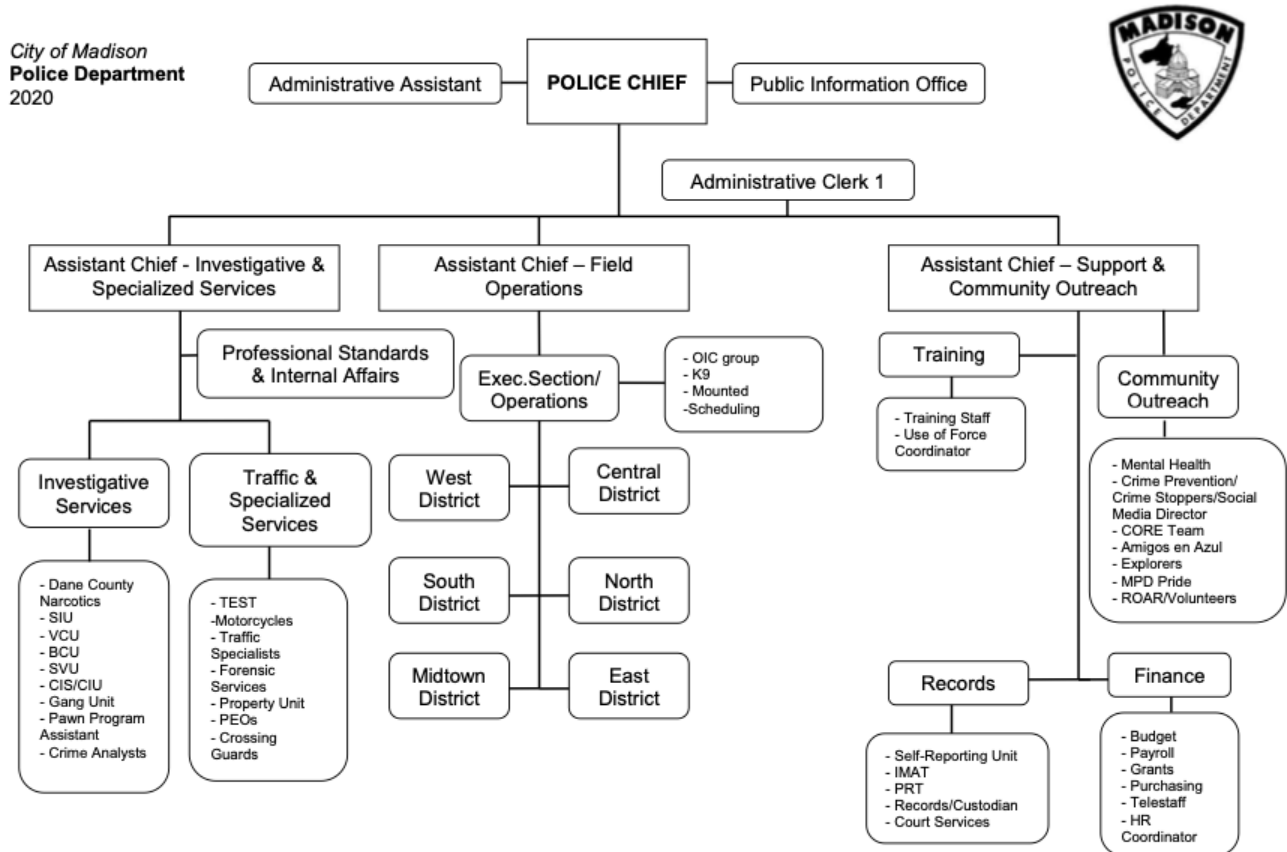 City of Madison
Police Department
2020
Administrative Assistant
POLICE CHIEF
Public Information Office
MADISON
POLICE
DEPARTMENT
Administrative Clerk 1
Assistant Chief - Investigative &
Specialized Services
Assistant Chief – Field
Operations
Assistant Chief – Support &
Community Outreach
Professional Standards
& Internal Affairs
Exec.Section/
Operations
- OIC group
- K9
- Mounted
-Scheduling
Training
- Training Staff
- Use of Force
Coordinator
Community
Outreach
- Mental Health
- Crime Prevention/
Crime Stoppers/Social
Media Director
- CORE Team
- Amigos en Azul
- Explorers
- MPD Pride
- ROAR/Volunteers
Investigative
Services
- Dane County
Narcotics
- SIU
- VCU
- BCU
- SVU
- CIS/CIU
- Gang Unit
- Pawn Program
Assistant
- Crime Analysts
Traffic &
Specialized
Services
- TEST
-Motorcycles
- Traffic
Specialists
- Forensic
Services
- Property Unit
- PEOs
- Crossing
Guards
West
District
Central
District
South
District
North
District
Midtown
District
East
District
Records
- Self-Reporting Unit
- IMAT
- PRT
- Records/Custodian
- Court Services
Finance
- Budget
- Payroll
- Grants
- Purchasing
- Telestaff
- HR
Coordinator